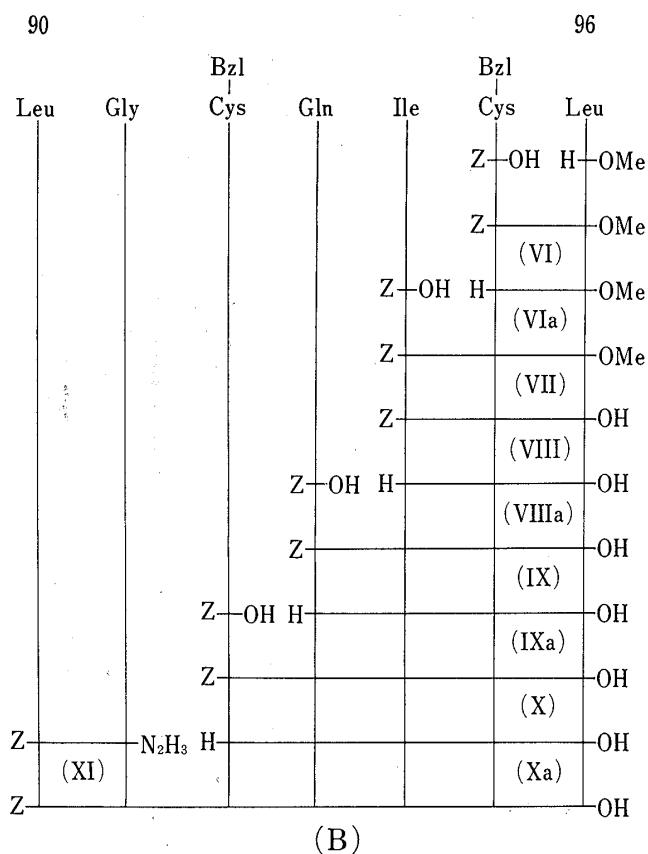 90 96
Bzl Bzl
Leu Gly Cys Gln Ile Cys Leu
Z OH H OMe
Z OMe
(VI)
Z OH H OMe
(VIa)
Z OMe
(VII)
Z OH
(VIII)
Z OH H OH
(VIIIa)
Z OH
(IX)
Z OH H OH
(IXa)
Z OH
(X)
Z N₂H₃ H OH
(XI) (Xa)
Z OH
(B)